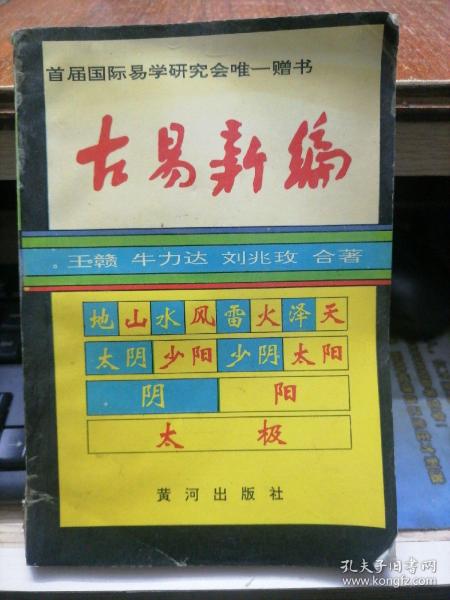 首届国际易学研究会唯一赠书
古易新编
王赣 牛力达 刘兆玫 合著
地山水风雷火泽天
太阴少阳少阴太阳
阴 阳
太极
黄河出版社
孔夫子旧书网
www.kongfz.com